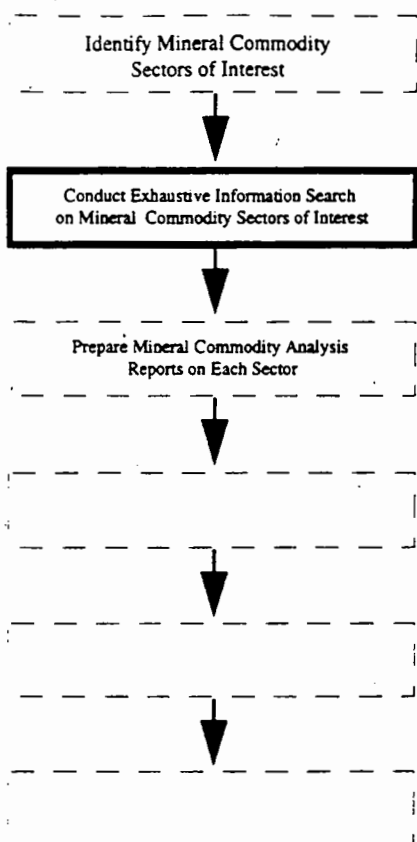 Identify Mineral Commodity
Sectors of Interest
Conduct Exhaustive Information Search
on Mineral Commodity Sectors of Interest
Prepare Mineral Commodity Analysis
Reports on Each Sector